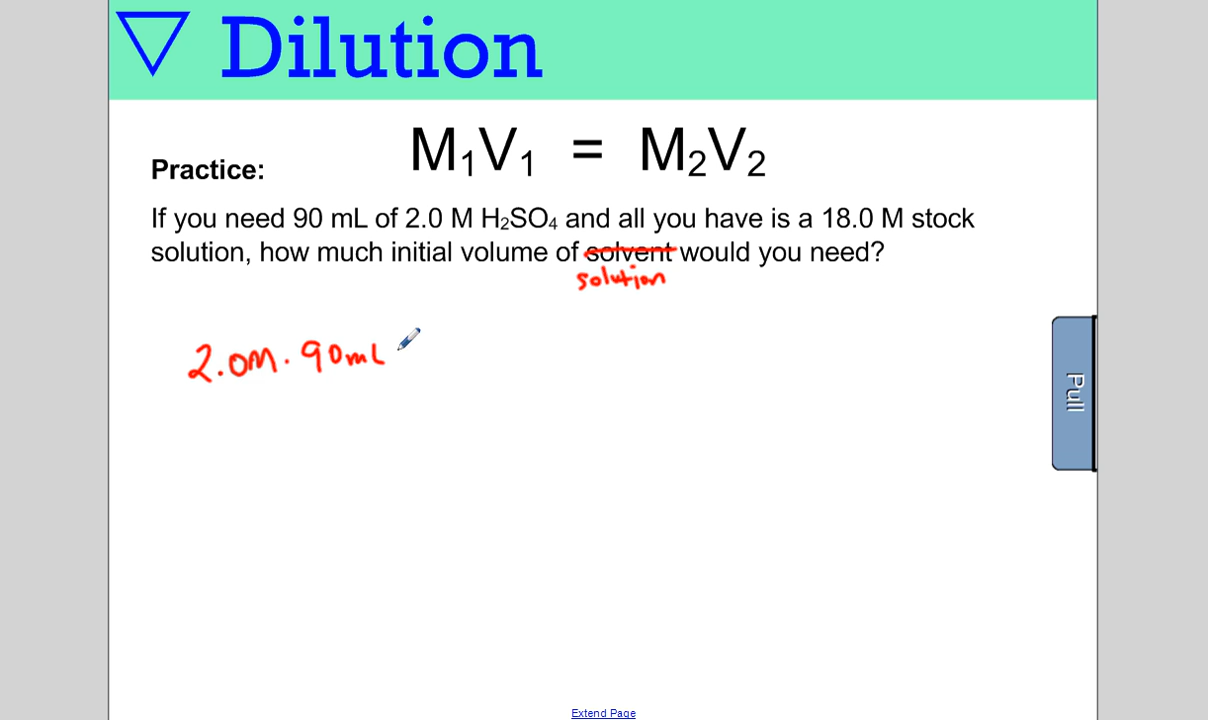 Dilution
M₁V₁ = M₂V₂
Practice:
If you need 90 mL of 2.0 M H₂SO₄ and all you have is a 18.0 M stock
solution, how much initial volume of solvent would you need?
solution
2.0M · 90mL
Pull
Extend Page